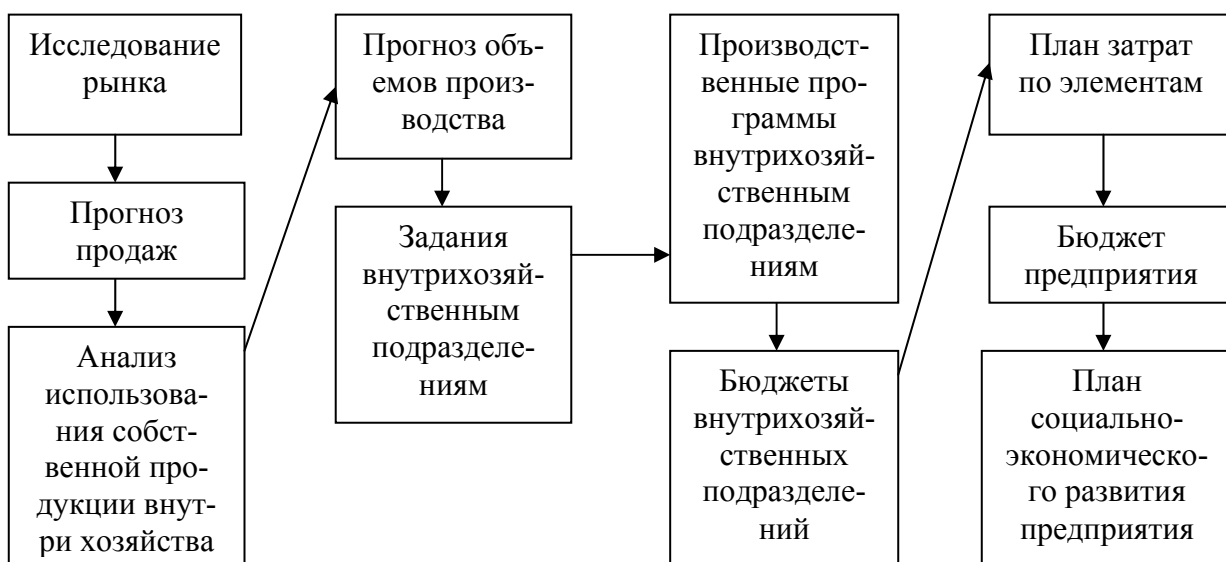 Исследование
рынка
Прогноз
продаж
Анализ
использова-
ния собст-
венной про-
дукции внут-
ри хозяйства
Прогноз объ-
емов произ-
водства
Задания
внутрихозяй-
ственным
подразделе-
ниям
Производст-
венные про-
граммы
внутрихозяй-
ственным
подразделе-
ниям
Бюджеты
внутрихозяй-
ственных
подразделе-
ний
План затрат
по элементам
Бюджет
предприятия
План
социально-
экономическо-
го развития
предприятия